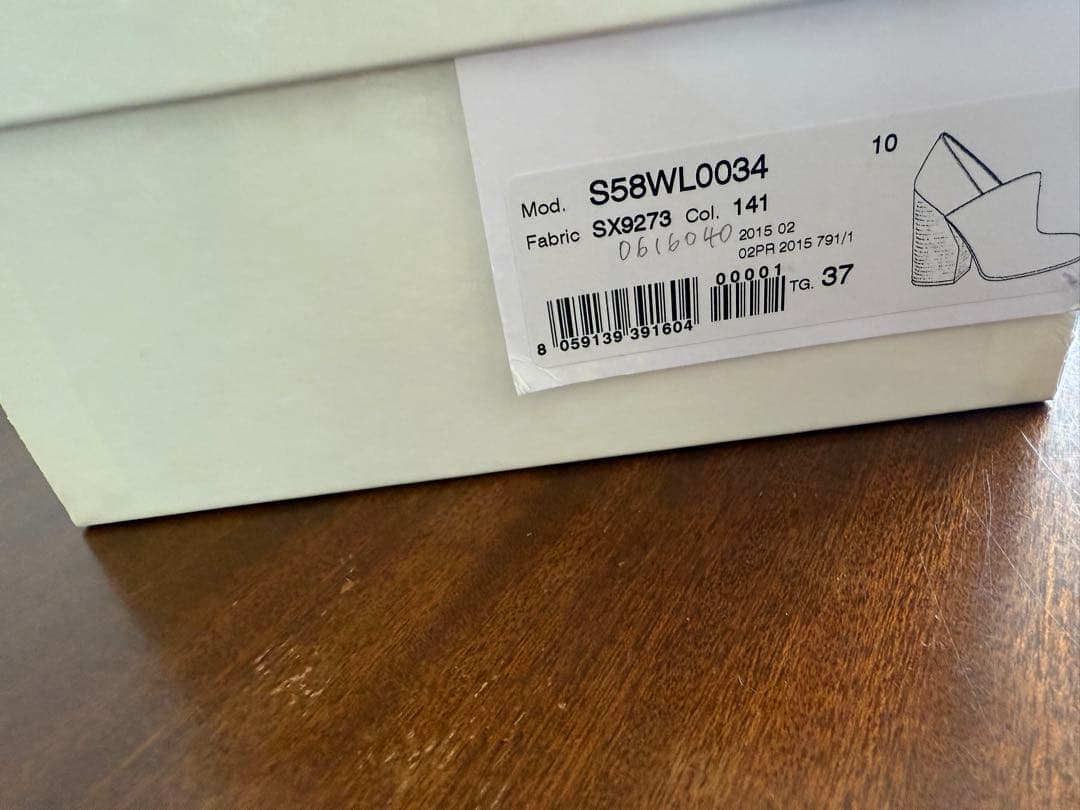 10
Mod. S58WL0034
Fabric SX9273 Col. 141
0616040 2015 02
02PR 2015 791/1
00001 TG. 37
8 059139 391604